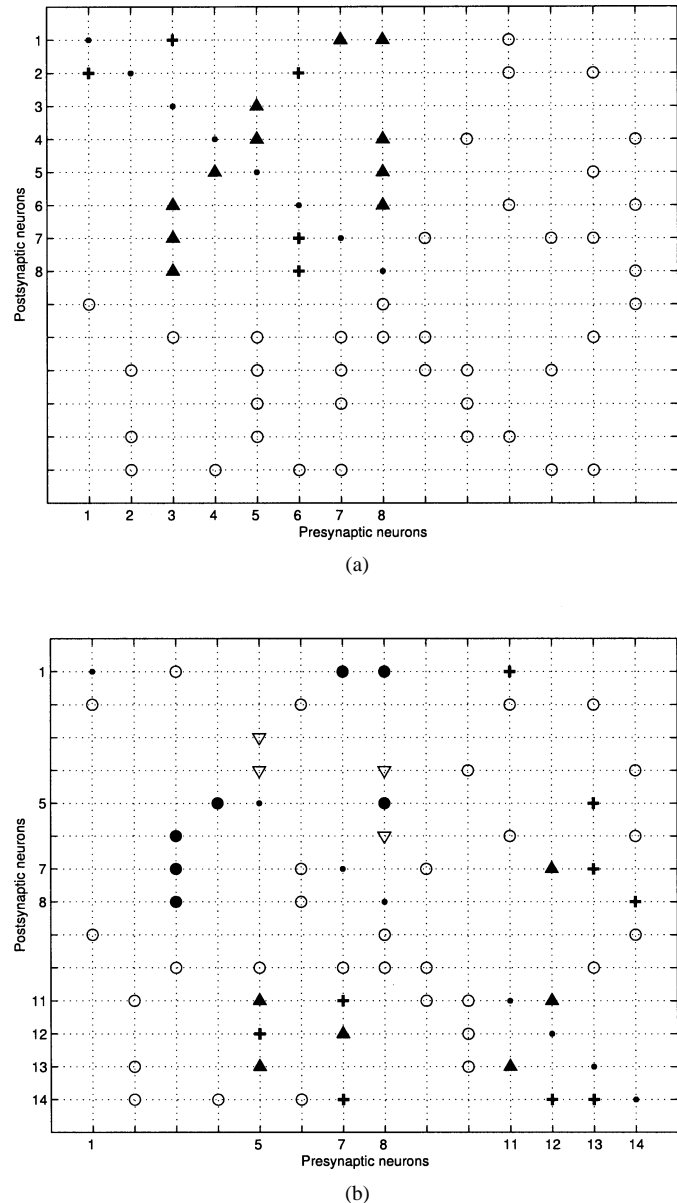 1
2
3
4
5
6
7
8
Postsynaptic neurons
1 2 3 4 5 6 7 8
Presynaptic neurons
(a)
1
5
7
8
11
12
13
14
Postsynaptic neurons
1 5 7 8 11 12 13 14
Presynaptic neurons
(b)